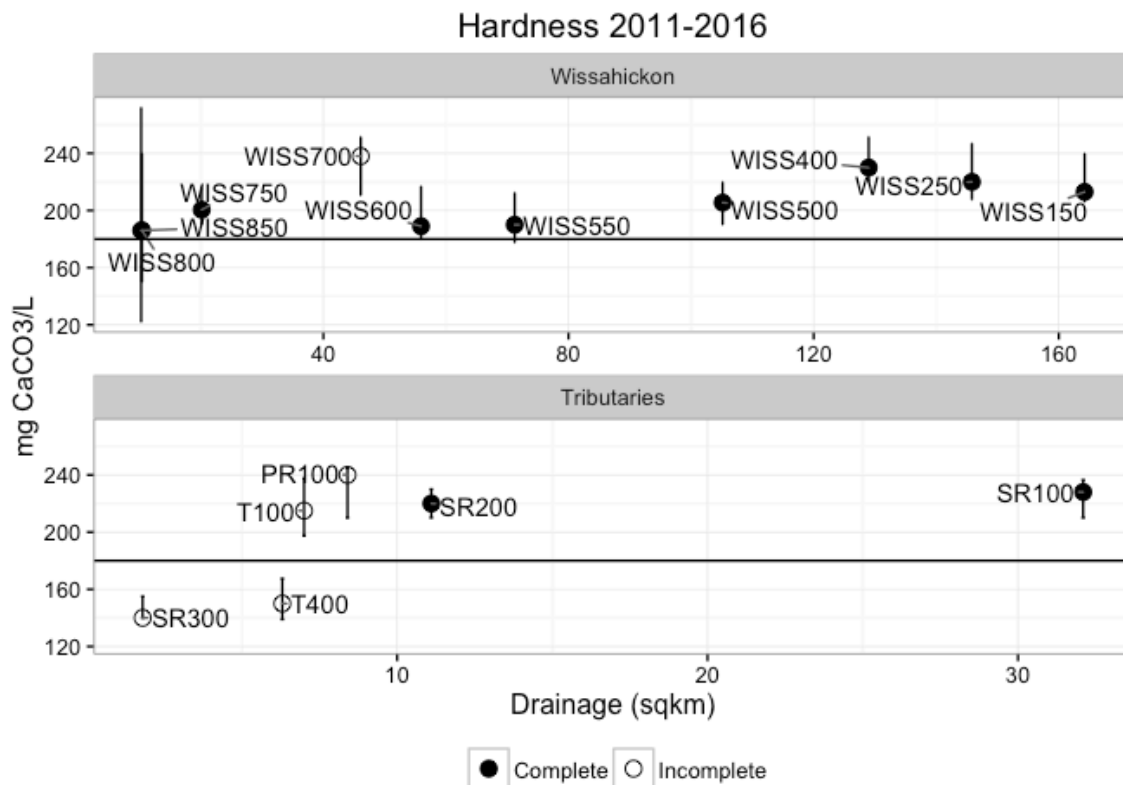 Hardness 2011-2016
Wissahickon
mg CaCO3/L
240
200
160
120
WISS700
WISS750
WISS850
WISS800
WISS600
WISS550
WISS500
WISS400
WISS250
WISS150
40 80 120 160
Tributaries
240
200
160
120
PR100
T100
SR200
SR100
SR300
T400
10 20 30
Drainage (sqkm)
Complete Incomplete